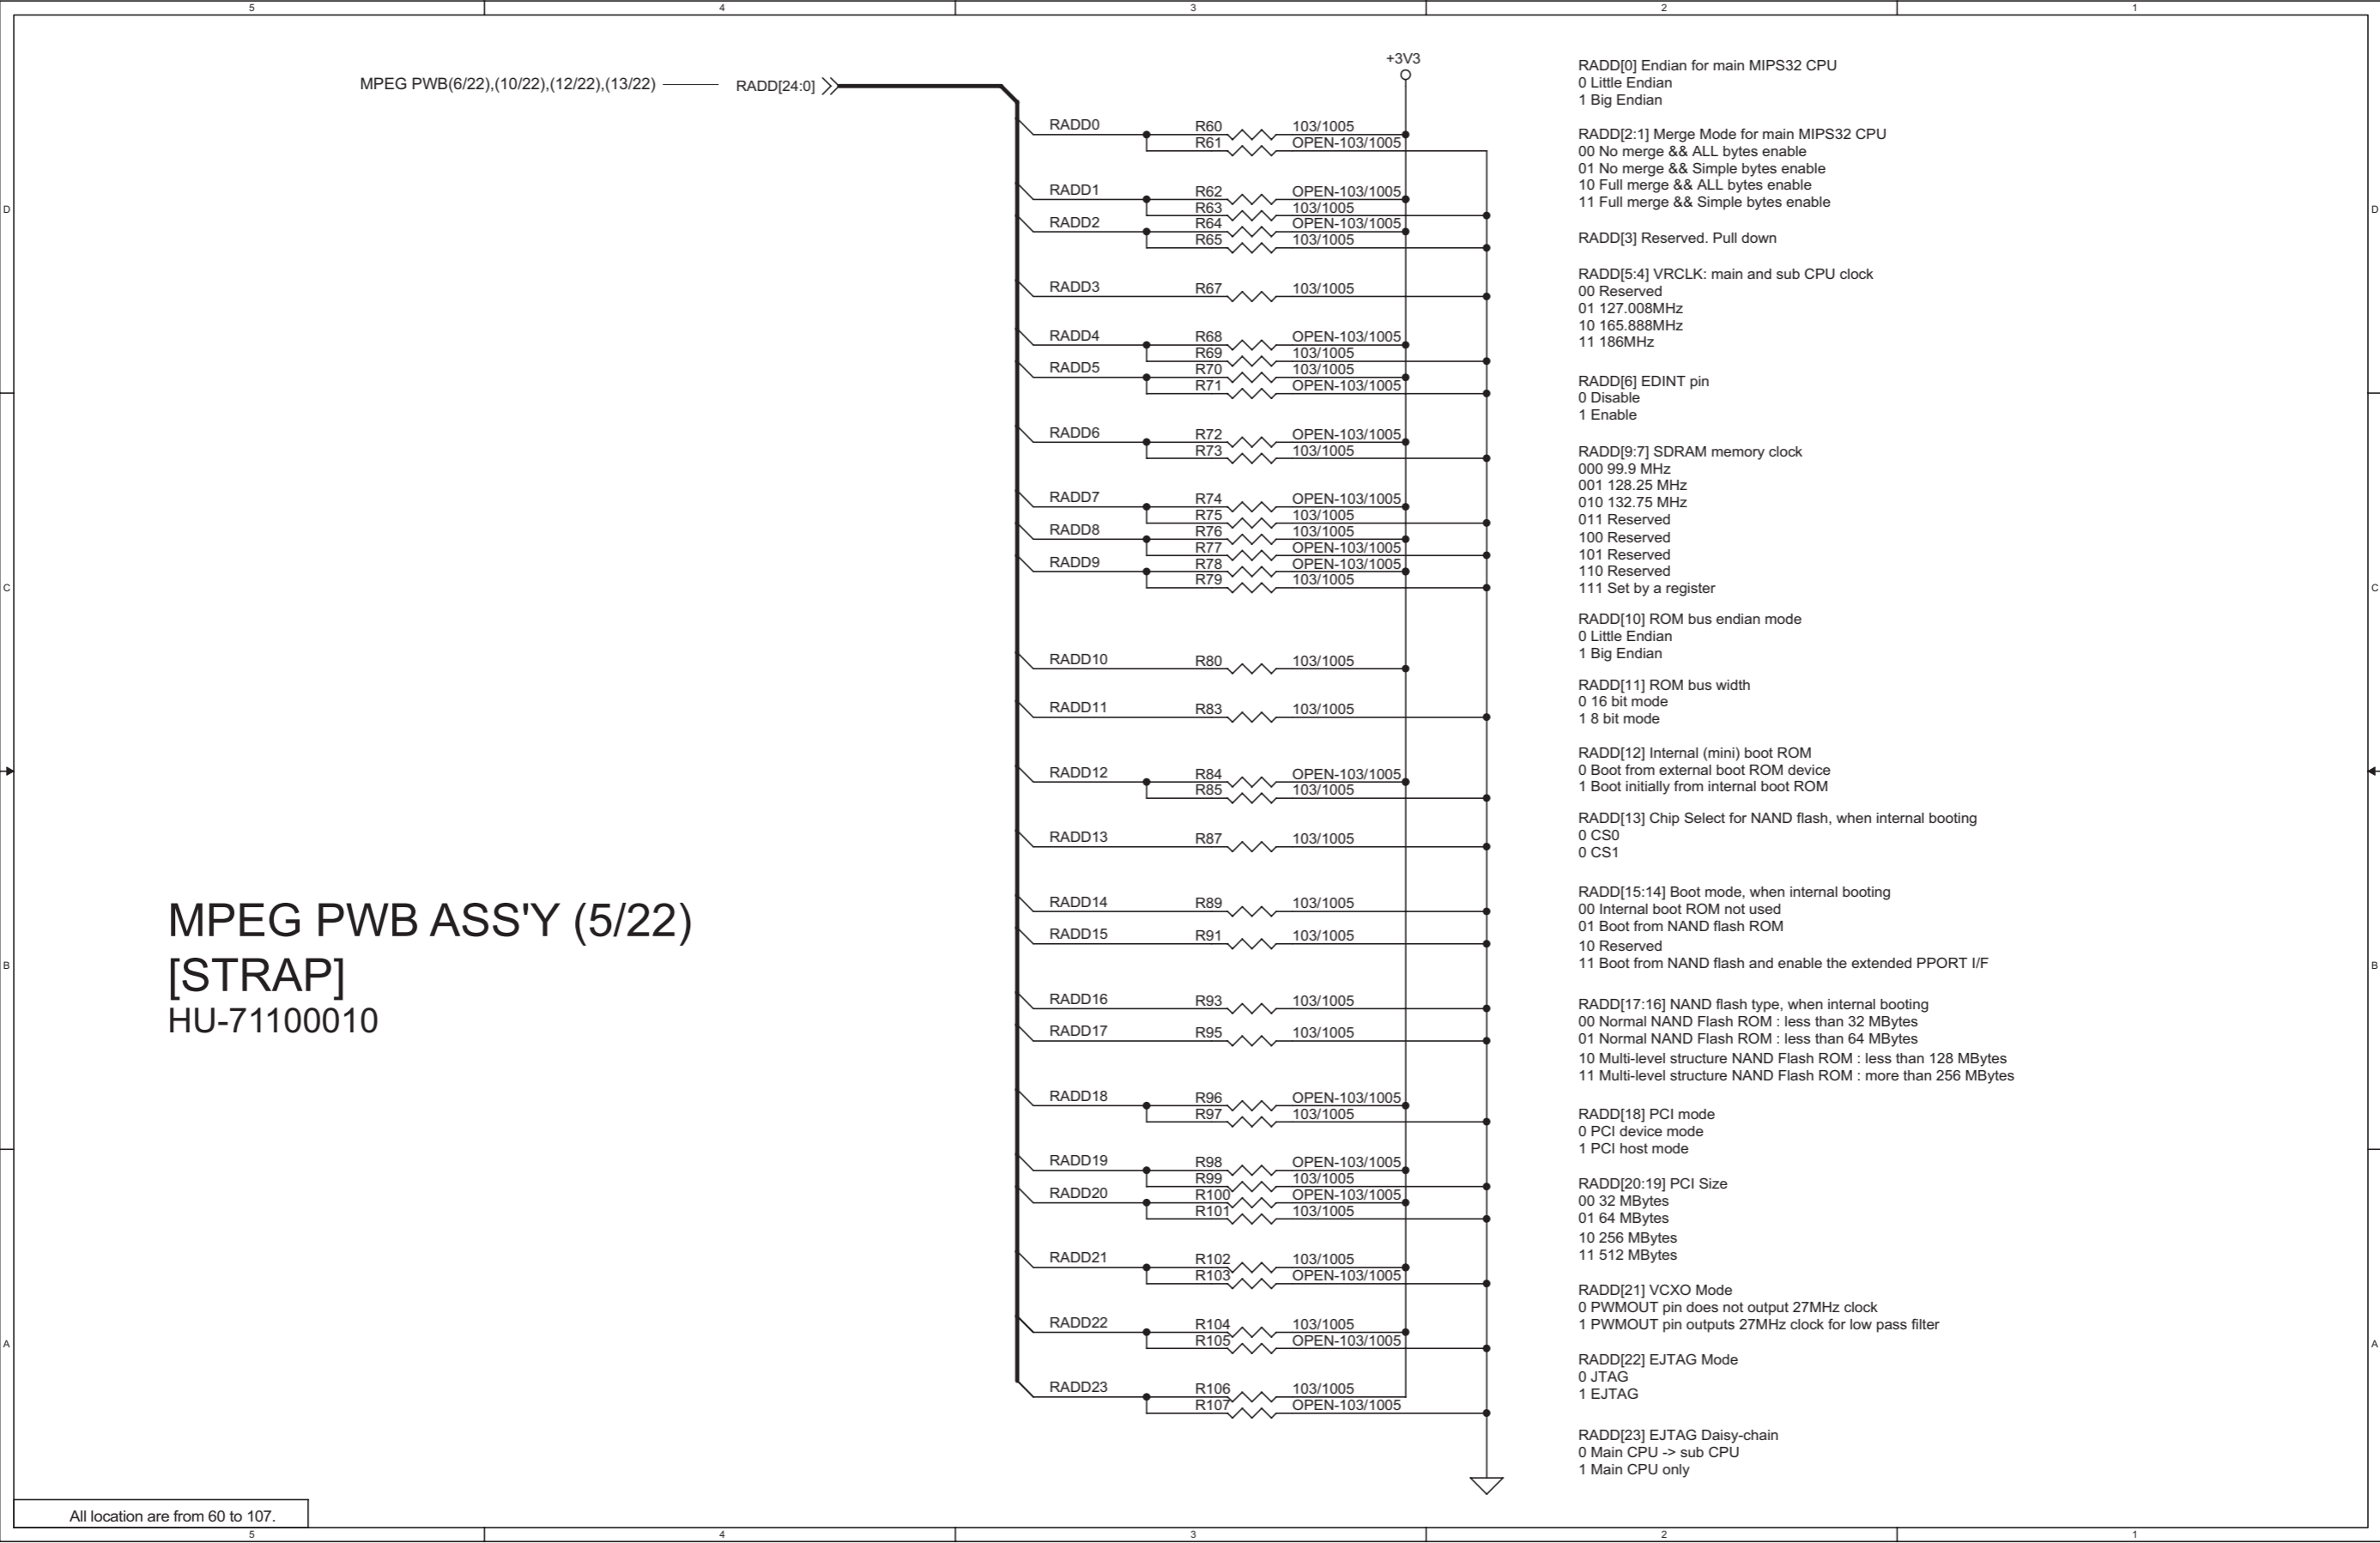 5 4 3 2 1
MPEG PWB(6/22),(10/22),(12/22),(13/22) RADD[24:0]
+3V3
RADD0 R60 103/1005
R61 OPEN-103/1005
RADD1 R62 OPEN-103/1005
R63 103/1005
RADD2 R64 OPEN-103/1005
R65 103/1005
RADD3 R67 103/1005
RADD4 R68 OPEN-103/1005
R69 103/1005
RADD5 R70 103/1005
R71 OPEN-103/1005
RADD6 R72 OPEN-103/1005
R73 103/1005
RADD7 R74 OPEN-103/1005
R75 103/1005
RADD8 R76 103/1005
R77 OPEN-103/1005
RADD9 R78 OPEN-103/1005
R79 103/1005
RADD10 R80 103/1005
RADD11 R83 103/1005
RADD12 R84 OPEN-103/1005
R85 103/1005
RADD13 R87 103/1005
RADD14 R89 103/1005
RADD15 R91 103/1005
RADD16 R93 103/1005
RADD17 R95 103/1005
RADD18 R96 OPEN-103/1005
R97 103/1005
RADD19 R98 OPEN-103/1005
R99 103/1005
RADD20 R100 OPEN-103/1005
R101 103/1005
RADD21 R102 103/1005
R103 OPEN-103/1005
RADD22 R104 103/1005
R105 OPEN-103/1005
RADD23 R106 103/1005
R107 OPEN-103/1005
RADD[0] Endian for main MIPS32 CPU
0 Little Endian
1 Big Endian
RADD[2:1] Merge Mode for main MIPS32 CPU
00 No merge && ALL bytes enable
01 No merge && Simple bytes enable
10 Full merge && ALL bytes enable
11 Full merge && Simple bytes enable
RADD[3] Reserved. Pull down
RADD[5:4] VRCLK: main and sub CPU clock
00 Reserved
01 127.008MHz
10 165.888MHz
11 186MHz
RADD[6] EDINT pin
0 Disable
1 Enable
RADD[9:7] SDRAM memory clock
000 99.9 MHz
001 128.25 MHz
010 132.75 MHz
011 Reserved
100 Reserved
101 Reserved
110 Reserved
111 Set by a register
RADD[10] ROM bus endian mode
0 Little Endian
1 Big Endian
RADD[11] ROM bus width
0 16 bit mode
1 8 bit mode
RADD[12] Internal (mini) boot ROM
0 Boot from external boot ROM device
1 Boot initially from internal boot ROM
RADD[13] Chip Select for NAND flash, when internal booting
0 CS0
0 CS1
RADD[15:14] Boot mode, when internal booting
00 Internal boot ROM not used
01 Boot from NAND flash ROM
10 Reserved
11 Boot from NAND flash and enable the extended PPORT I/F
RADD[17:16] NAND flash type, when internal booting
00 Normal NAND Flash ROM : less than 32 MBytes
01 Normal NAND Flash ROM : less than 64 MBytes
10 Multi-level structure NAND Flash ROM : less than 128 MBytes
11 Multi-level structure NAND Flash ROM : more than 256 MBytes
RADD[18] PCI mode
0 PCI device mode
1 PCI host mode
RADD[20:19] PCI Size
00 32 MBytes
01 64 MBytes
10 256 MBytes
11 512 MBytes
RADD[21] VCXO Mode
0 PWMOUT pin does not output 27MHz clock
1 PWMOUT pin outputs 27MHz clock for low pass filter
RADD[22] EJTAG Mode
0 JTAG
1 EJTAG
RADD[23] EJTAG Daisy-chain
0 Main CPU -> sub CPU
1 Main CPU only
D D
C C
B B
A A
MPEG PWB ASS'Y (5/22)
[STRAP]
HU-71100010
All location are from 60 to 107.
5 4 3 2 1